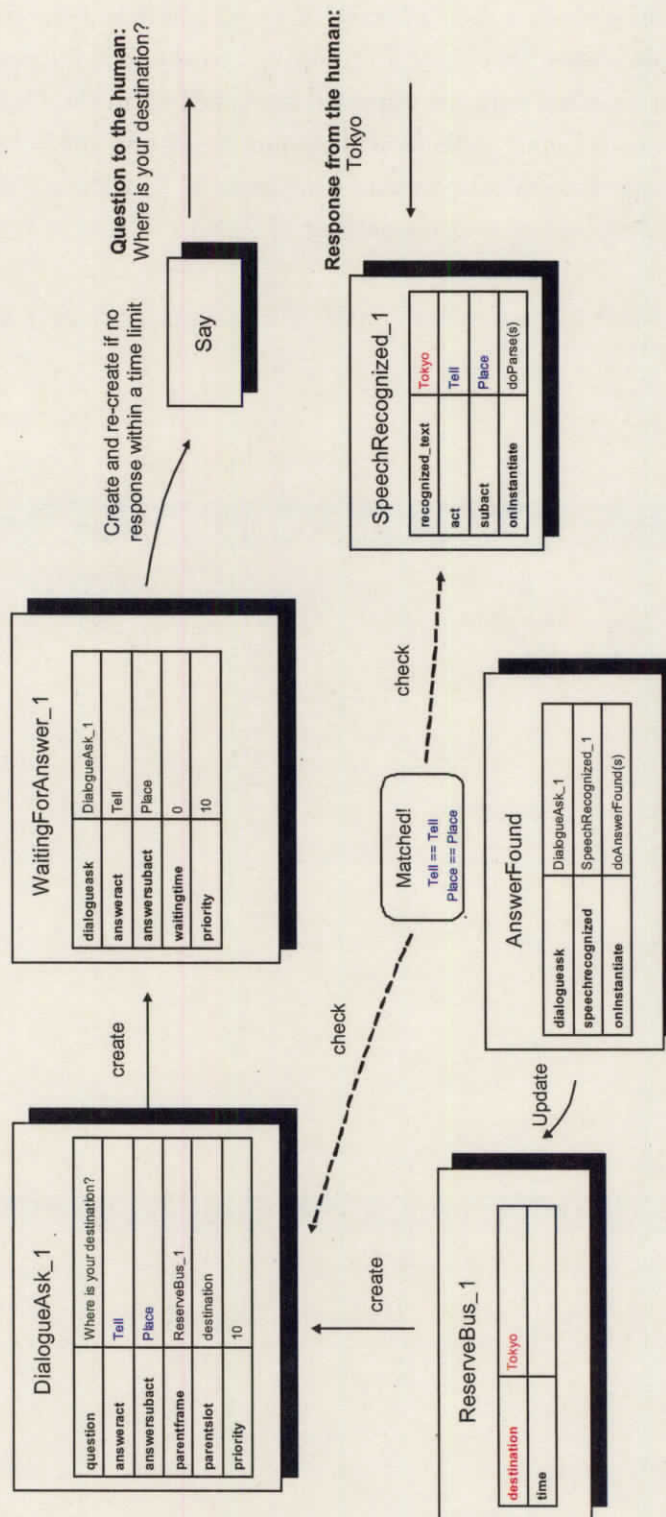 DialogueAsk_1
question Where is your destination?
answeract Tell
answersubact Place
parentframe ReserveBus_1
parentslot destination
priority 10
create
WaitingForAnswer_1
dialogueask DialogueAsk_1
answeract Tell
answersubact Place
waitingtime 0
priority 10
Create and re-create if no
response within a time limit
Say
Question to the human:
Where is your destination?
Response from the human:
Tokyo
SpeechRecognized_1
recognized_text Tokyo
act Tell
subact Place
onInstantiate doParse(s)
check
Matched!
Tell == Tell
Place == Place
check
create
ReserveBus_1
destination Tokyo
time
Update
AnswerFound
dialogueask DialogueAsk_1
speechrecognized SpeechRecognized_1
onInstantiate doAnswerFound(s)